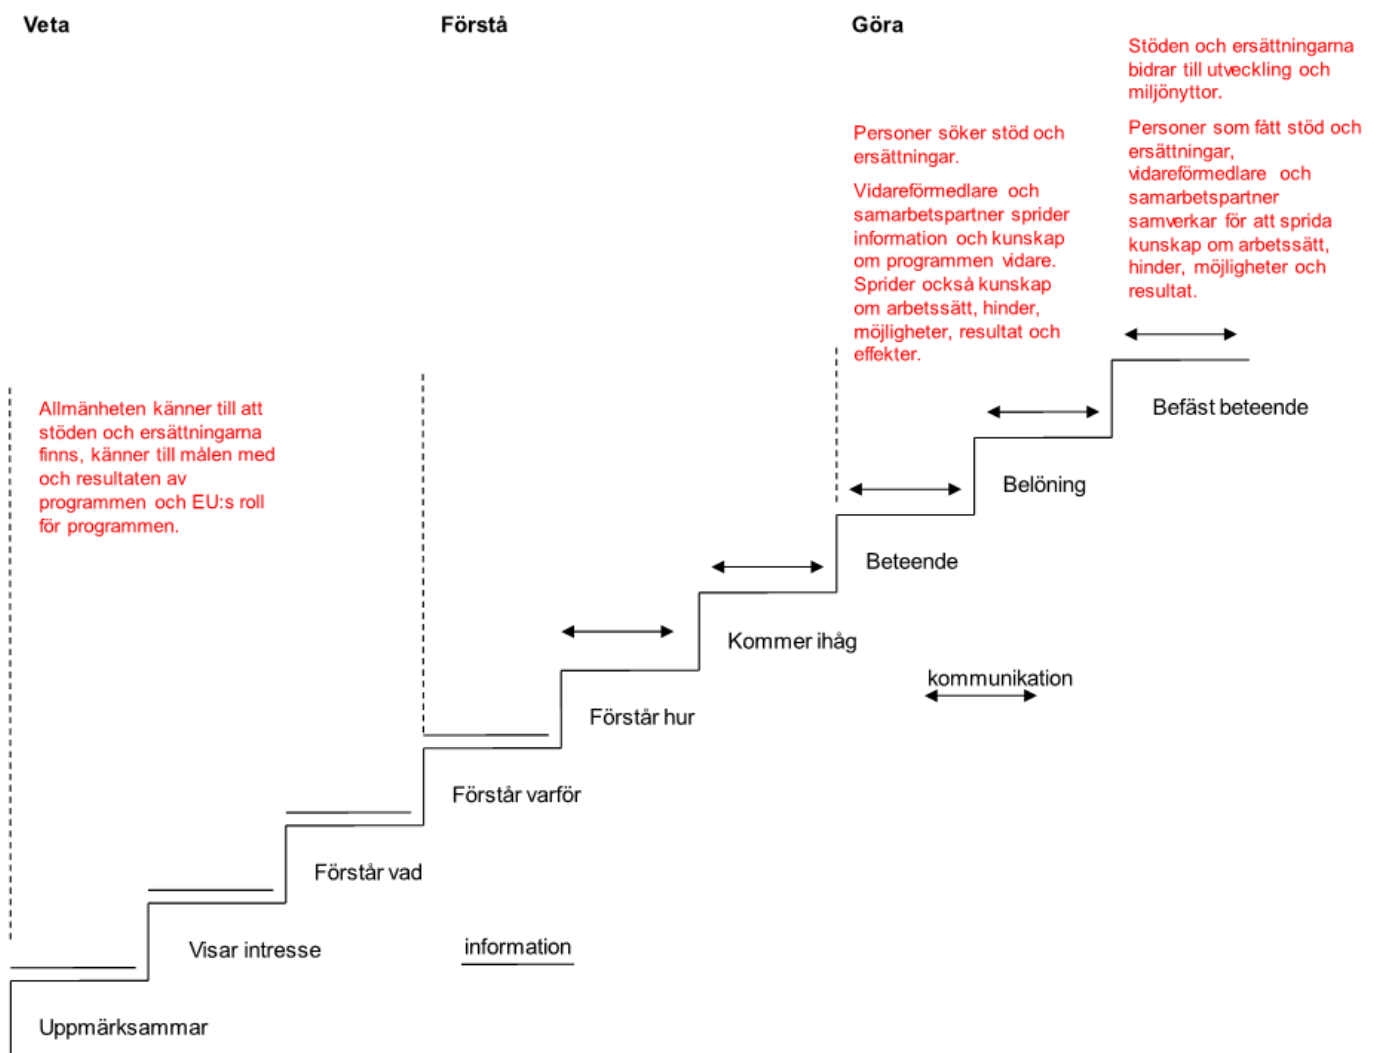 Veta
Förstå
Göra
Stöden och ersättningarna
bidrar till utveckling och
miljönyttor.
Personer som fått stöd och
ersättningar,
vidareförmedlare och
samarbetspartner
samverkar för att sprida
kunskap om arbetssätt,
hinder, möjligheter och
resultat.
Personer söker stöd och
ersättningar.
Vidareförmedlare och
samarbetspartner sprider
information och kunskap
om programmen vidare.
Sprider också kunskap
om arbetssätt, hinder,
möjligheter, resultat och
effekter.
Allmänheten känner till att
stöden och ersättningarna
finns, känner till målen med
och resultaten av
programmen och EU:s roll
för programmen.
Befäst beteende
Belöning
Beteende
Kommer ihåg
kommunikation
Förstår hur
Förstår varför
Förstår vad
Visar intresse
information
Uppmärksammar